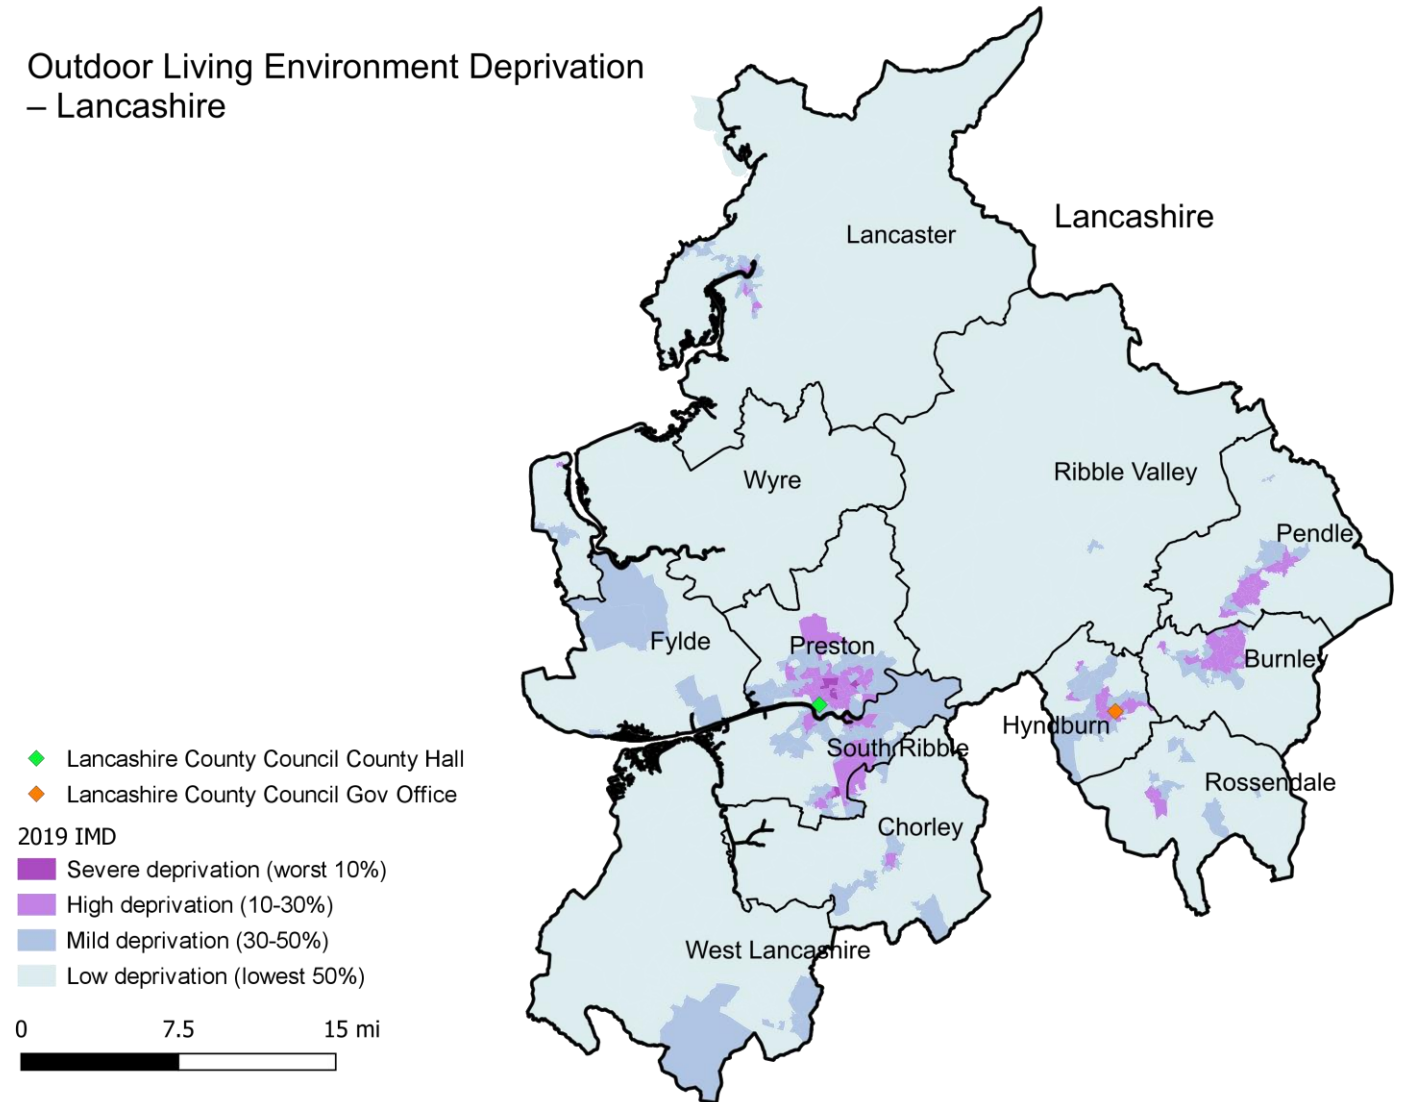 Outdoor Living Environment Deprivation
– Lancashire
Lancashire
Lancaster
Wyre
Ribble Valley
Pendle
Fylde
Preston
Burnley
Hyndburn
South Ribble
Rossendale
Chorley
West Lancashire
Lancashire County Council County Hall
Lancashire County Council Gov Office
2019 IMD
Severe deprivation (worst 10%)
High deprivation (10-30%)
Mild deprivation (30-50%)
Low deprivation (lowest 50%)
0 7.5 15 mi